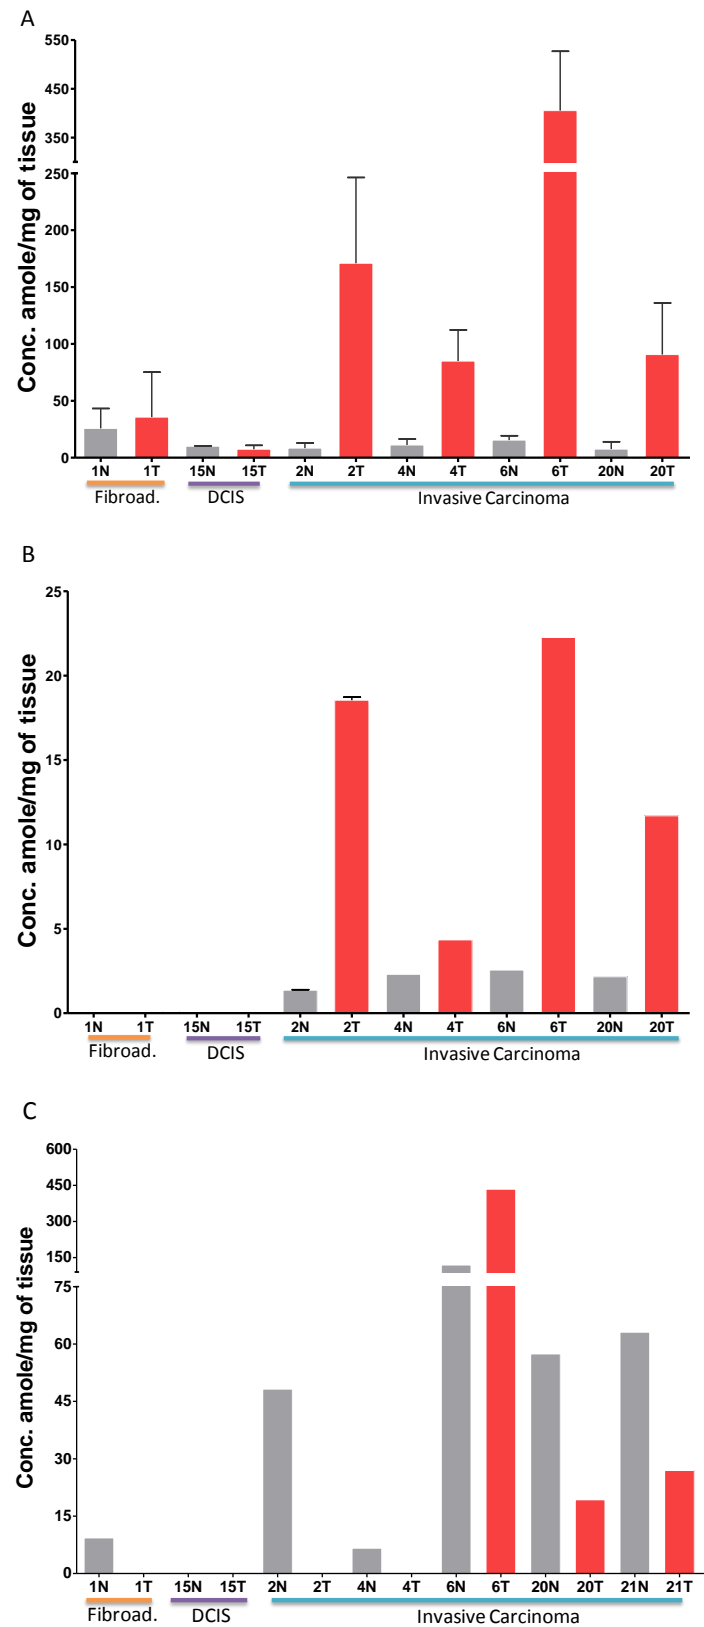 A
Conc. amole/mg of tissue
550
450
350
250
200
150
100
50
0
1N 1T 15N 15T 2N 2T 4N 4T 6N 6T 20N 20T
Fibroad. DCIS Invasive Carcinoma
B
Conc. amole/mg of tissue
25
20
15
10
5
0
1N 1T 15N 15T 2N 2T 4N 4T 6N 6T 20N 20T
Fibroad. DCIS Invasive Carcinoma
C
Conc. amole/mg of tissue
600
450
300
150
75
60
45
30
15
0
1N 1T 15N 15T 2N 2T 4N 4T 6N 6T 20N 20T 21N 21T
Fibroad. DCIS Invasive Carcinoma